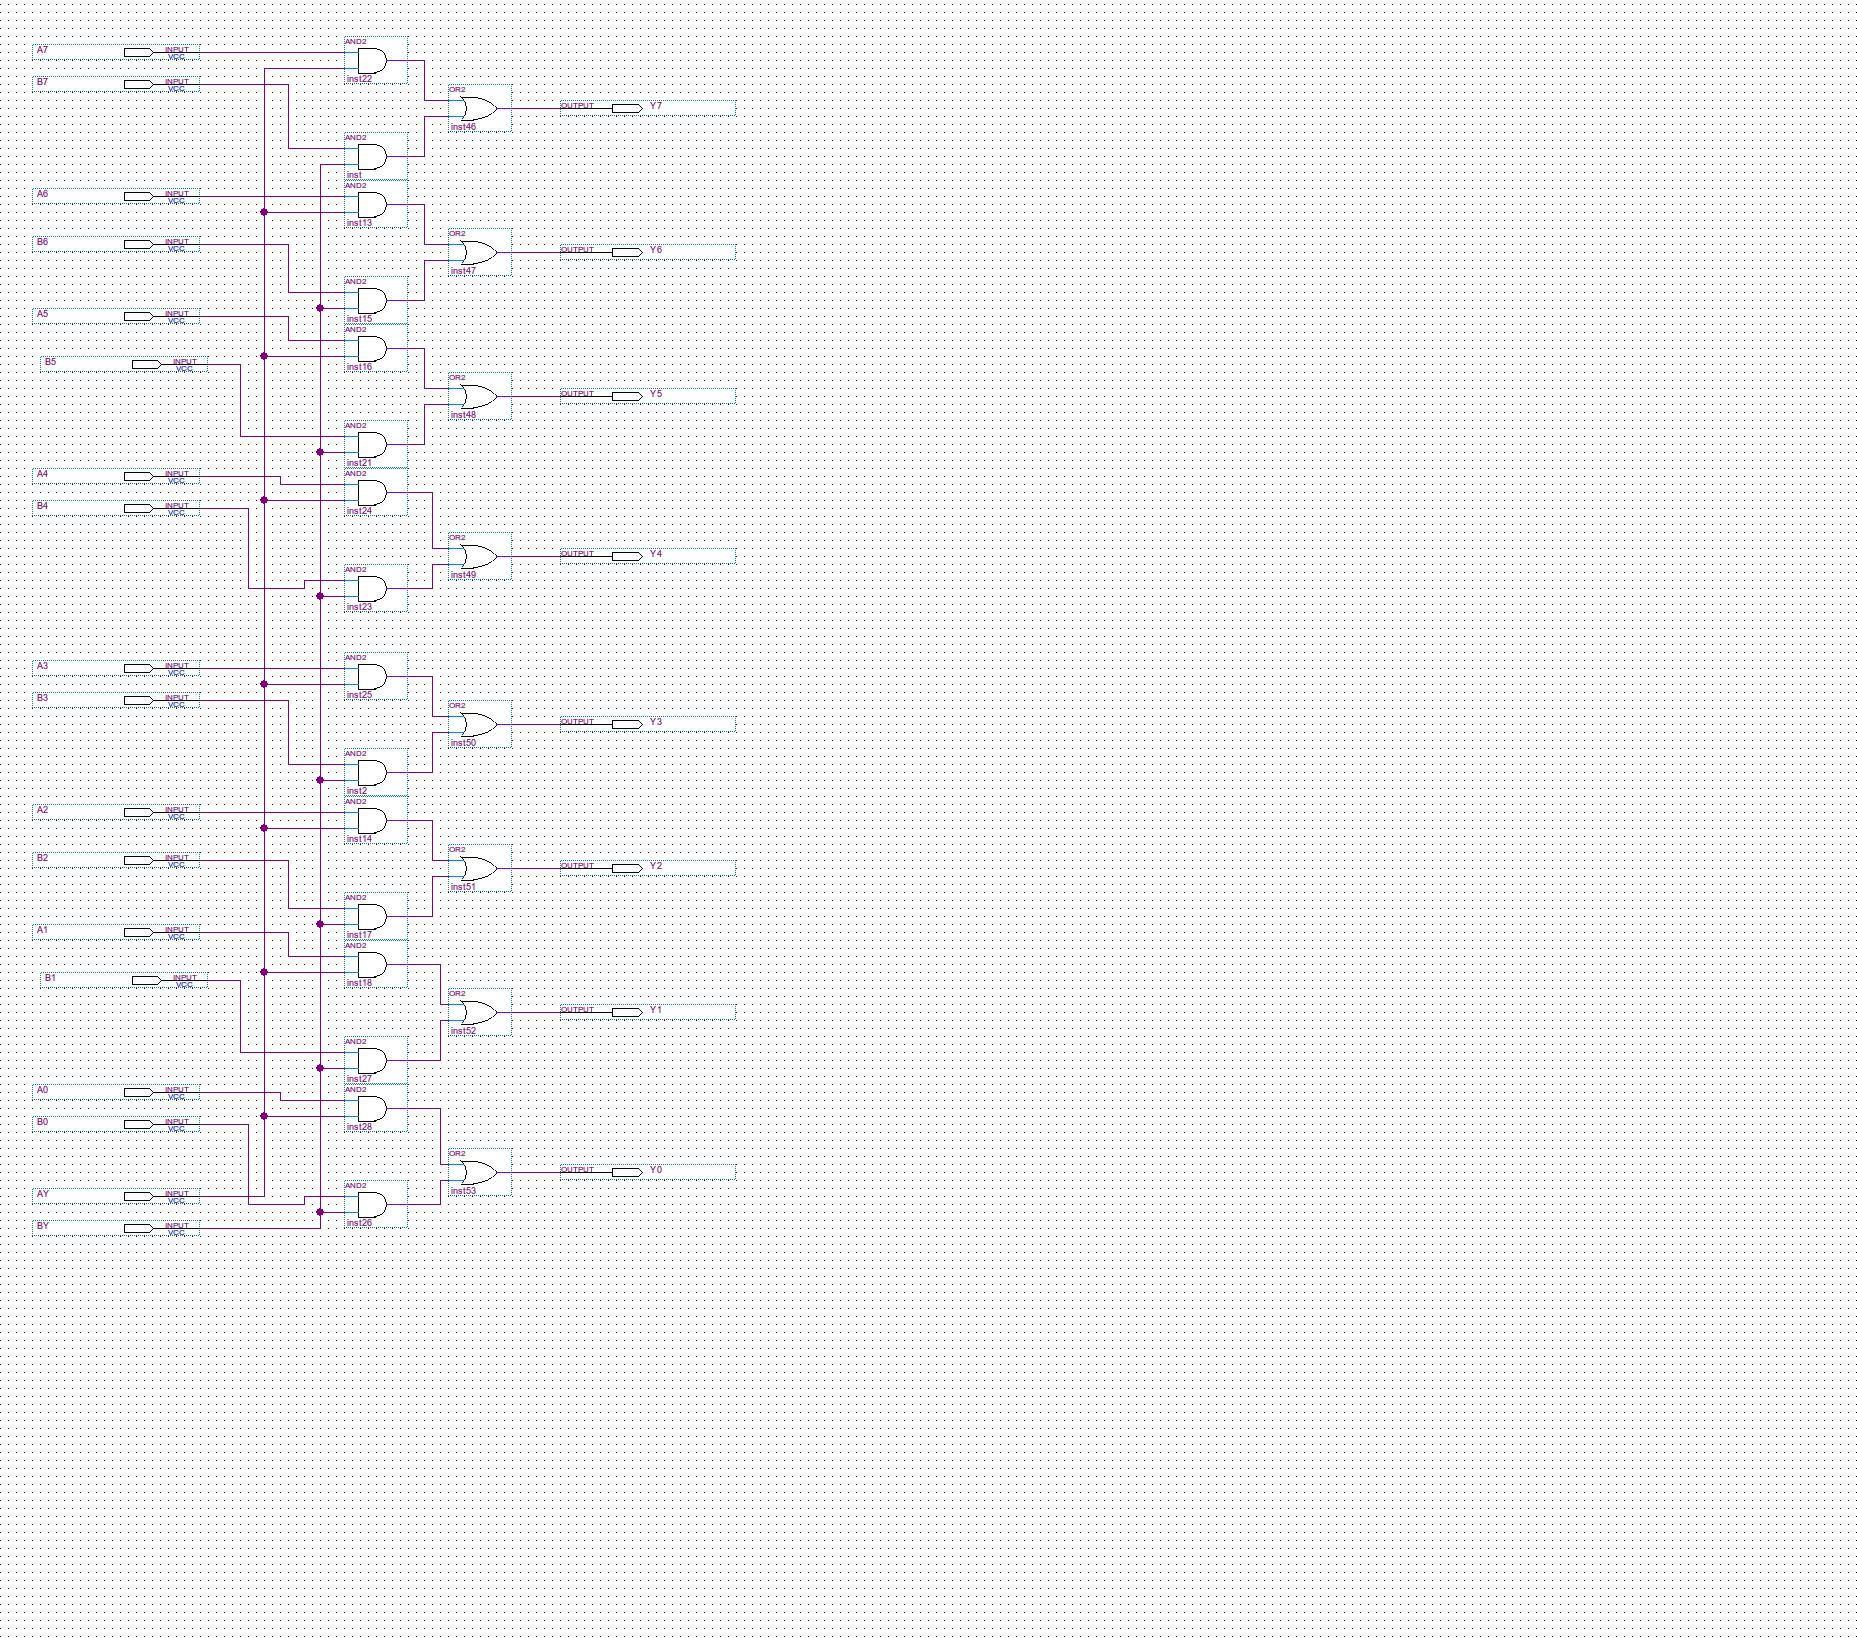 AND2
A7 INPUT
VCC
inst22
B7 INPUT
VCC
OR2
OUTPUT Y7
inst46
AND2
inst
AND2
A6 INPUT
VCC
inst13
OR2
B6 INPUT
VCC
OUTPUT Y6
inst47
AND2
A5 INPUT
VCC
inst15
AND2
B5 INPUT
VCC
inst16
OR2
OUTPUT Y5
inst48
AND2
inst21
AND2
A4 INPUT
VCC
B4 INPUT
VCC
inst24
OR2
OUTPUT Y4
AND2
inst49
inst23
AND2
A3 INPUT
VCC
inst25
B3 INPUT
VCC
OR2
OUTPUT Y3
inst50
AND2
inst2
AND2
A2 INPUT
VCC
inst14
OR2
B2 INPUT
VCC
OUTPUT Y2
inst51
AND2
A1 INPUT
VCC
inst17
AND2
B1 INPUT
VCC
inst18
OR2
OUTPUT Y1
inst52
AND2
inst27
AND2
A0 INPUT
VCC
B0 INPUT
VCC
inst28
OR2
OUTPUT Y0
AND2
inst53
AY INPUT
VCC
BY INPUT
VCC
inst26